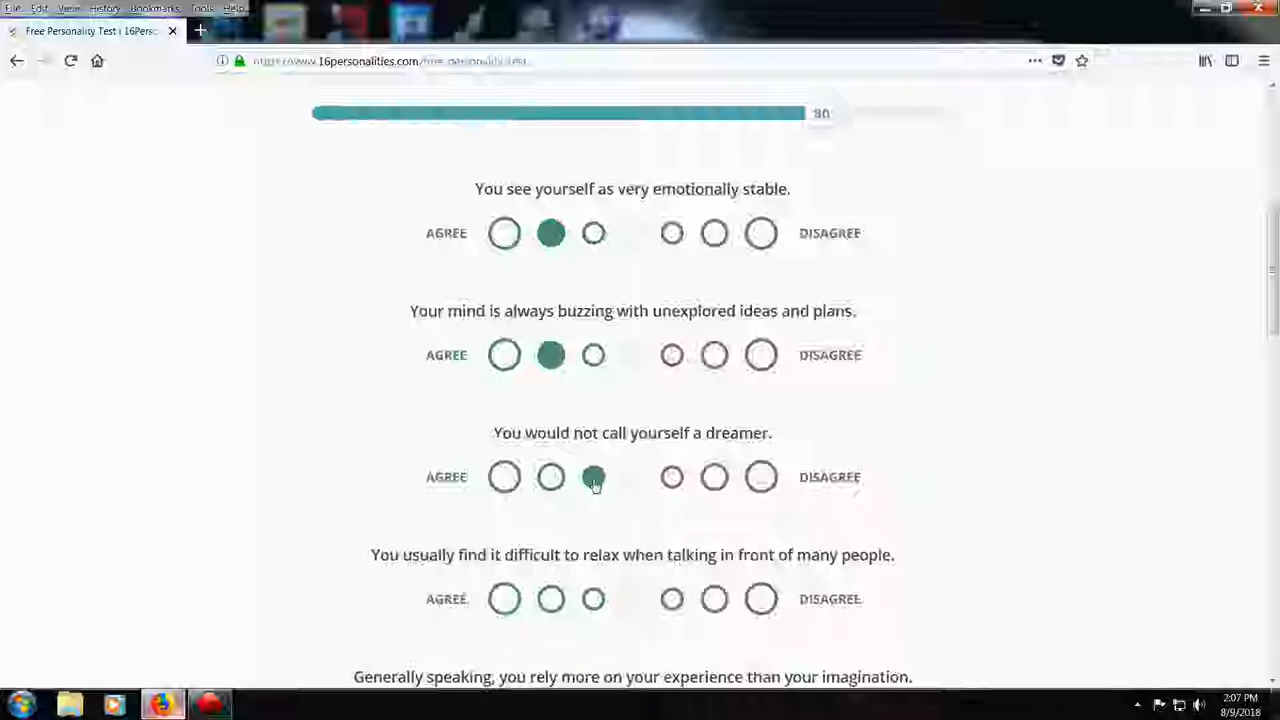 File Edit View History Bookmarks Tools Help
Free Personality Test | 16Perso
https://www.16personalities.com/free-personality-test
80
You see yourself as very emotionally stable.
AGREE DISAGREE
Your mind is always buzzing with unexplored ideas and plans.
AGREE DISAGREE
You would not call yourself a dreamer.
AGREE DISAGREE
You usually find it difficult to relax when talking in front of many people.
AGREE DISAGREE
Generally speaking, you rely more on your experience than your imagination.
2:07 PM
8/9/2018